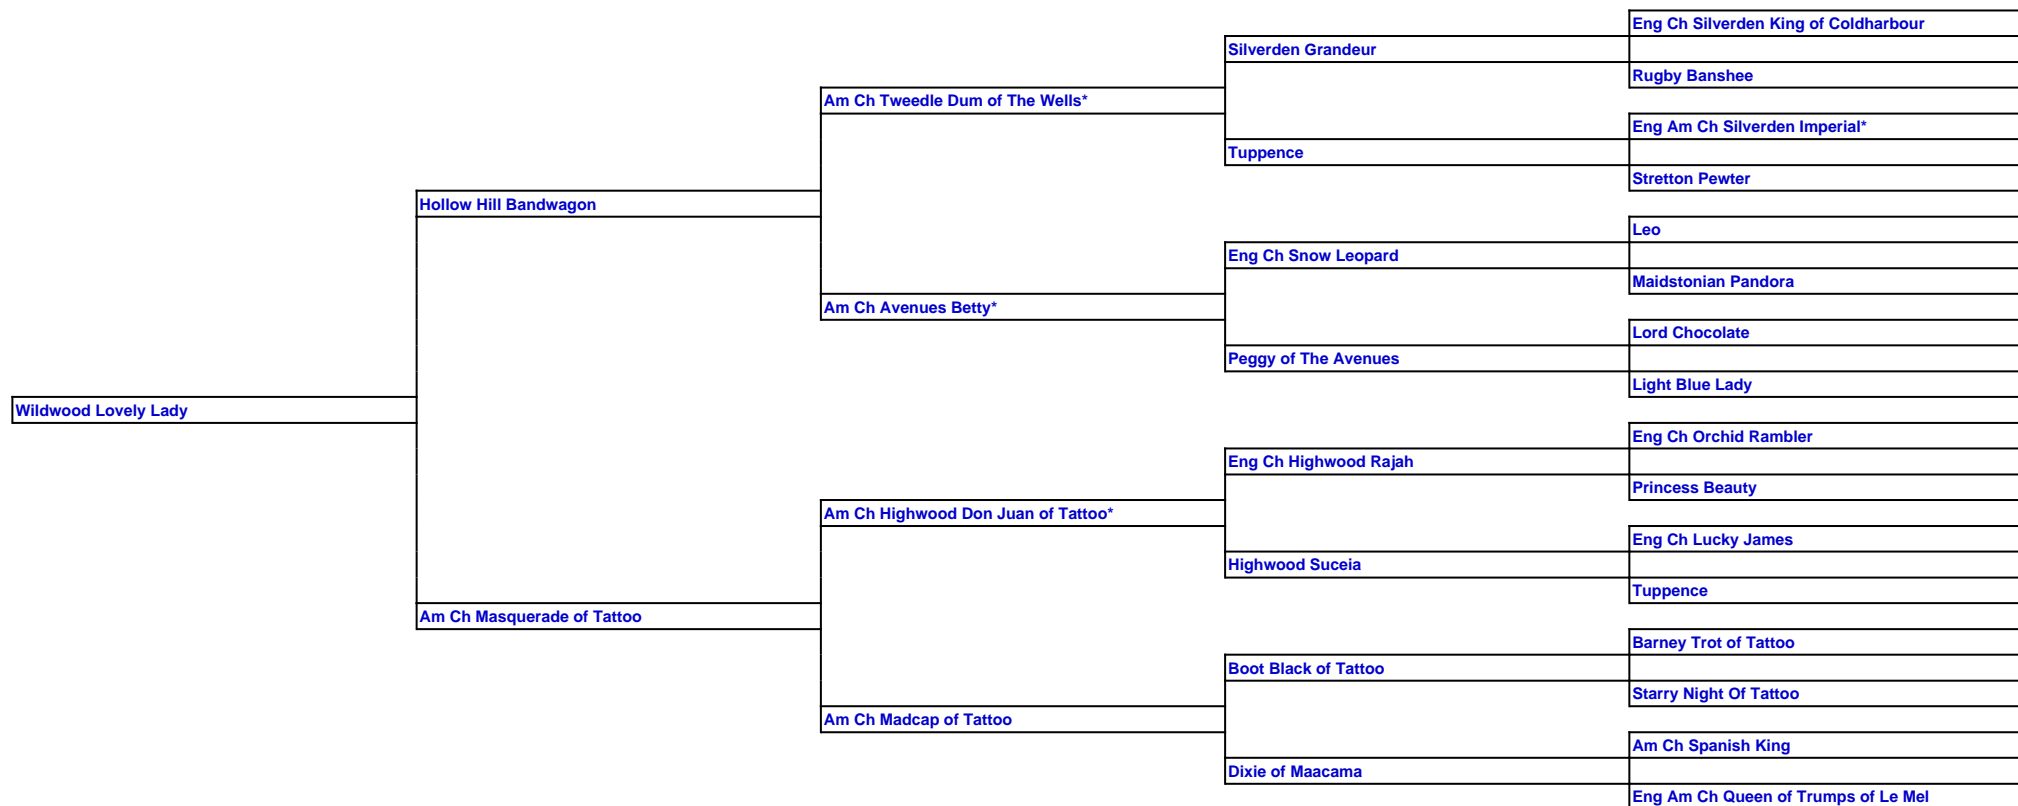 Eng Ch Silverden King of Coldharbour
Silverden Grandeur
Rugby Banshee
Am Ch Tweedle Dum of The Wells*
Eng Am Ch Silverden Imperial*
Tuppence
Stretton Pewter
Hollow Hill Bandwagon
Leo
Eng Ch Snow Leopard
Maidstonian Pandora
Am Ch Avenues Betty*
Lord Chocolate
Peggy of The Avenues
Light Blue Lady
Wildwood Lovely Lady
Eng Ch Orchid Rambler
Eng Ch Highwood Rajah
Princess Beauty
Am Ch Highwood Don Juan of Tattoo*
Eng Ch Lucky James
Highwood Suceia
Tuppence
Am Ch Masquerade of Tattoo
Barney Trot of Tattoo
Boot Black of Tattoo
Starry Night Of Tattoo
Am Ch Madcap of Tattoo
Am Ch Spanish King
Dixie of Maacama
Eng Am Ch Queen of Trumps of Le Mel